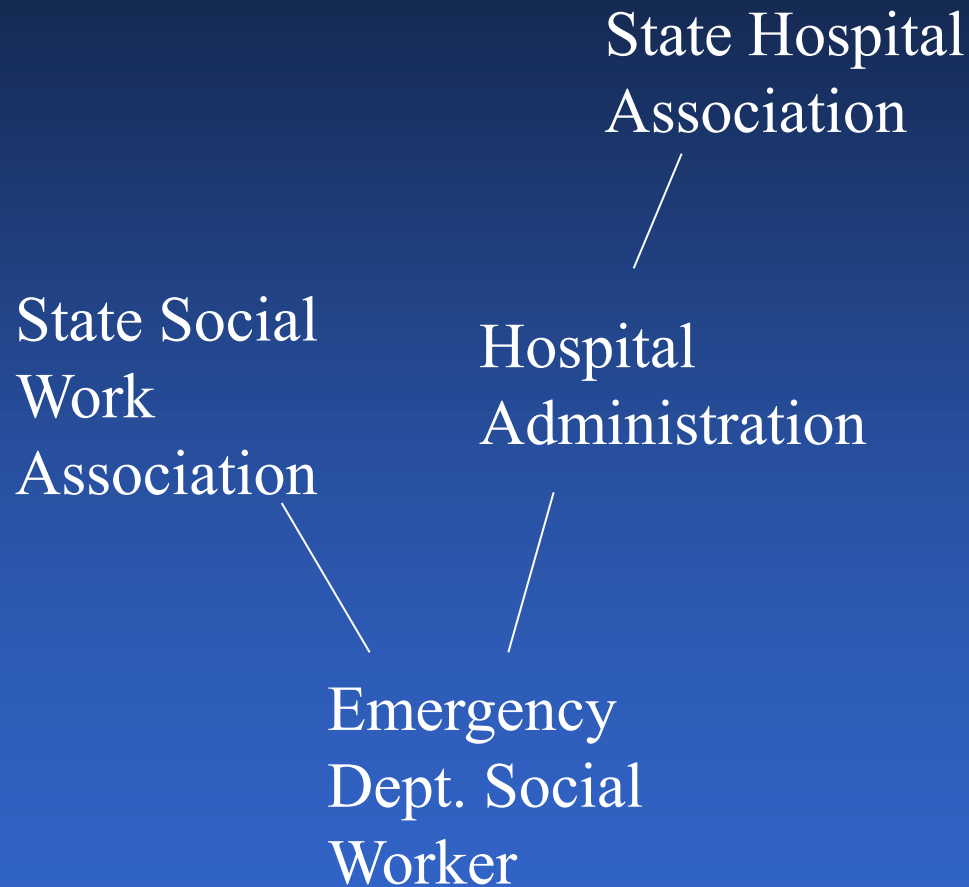 State Hospital
Association
State Social
Work
Association
Hospital
Administration
Emergency
Dept. Social
Worker